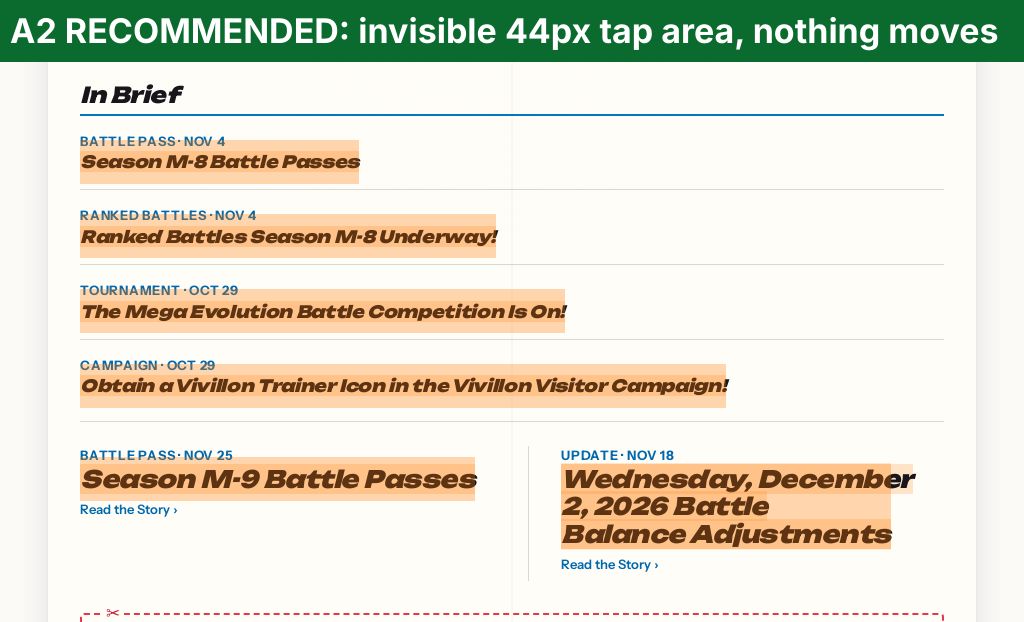 A2 RECOMMENDED: invisible 44px tap area, nothing moves
In Brief
BATTLE PASS · NOV 4
Season M-8 Battle Passes
RANKED BATTLES · NOV 4
Ranked Battles Season M-8 Underway!
TOURNAMENT · OCT 29
The Mega Evolution Battle Competition Is On!
CAMPAIGN · OCT 29
Obtain a Vivillon Trainer Icon in the Vivillon Visitor Campaign!
BATTLE PASS · NOV 25
Season M-9 Battle Passes
Read the Story ›
UPDATE · NOV 18
Wednesday, December
2, 2026 Battle
Balance Adjustments
Read the Story ›